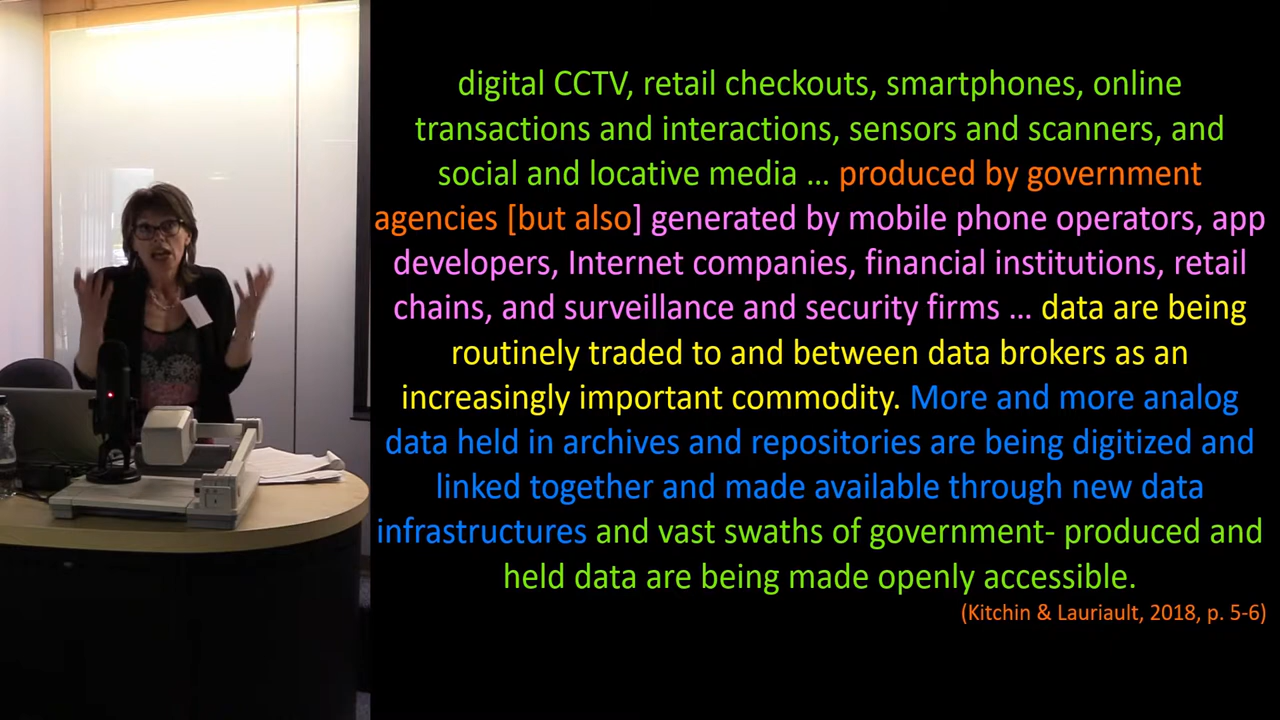 digital CCTV, retail checkouts, smartphones, online
transactions and interactions, sensors and scanners, and
social and locative media … produced by government
agencies [but also] generated by mobile phone operators, app
developers, Internet companies, financial institutions, retail
chains, and surveillance and security firms … data are being
routinely traded to and between data brokers as an
increasingly important commodity. More and more analog
data held in archives and repositories are being digitized and
linked together and made available through new data
infrastructures and vast swaths of government- produced and
held data are being made openly accessible.
(Kitchin & Lauriault, 2018, p. 5-6)